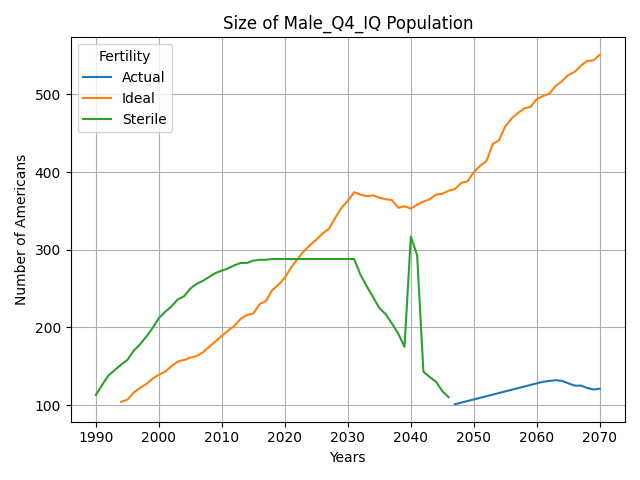 Size of Male_Q4_IQ Population
Fertility
Actual
Ideal
Sterile
Number of Americans
500
400
300
200
100
1990 2000 2010 2020 2030 2040 2050 2060 2070
Years